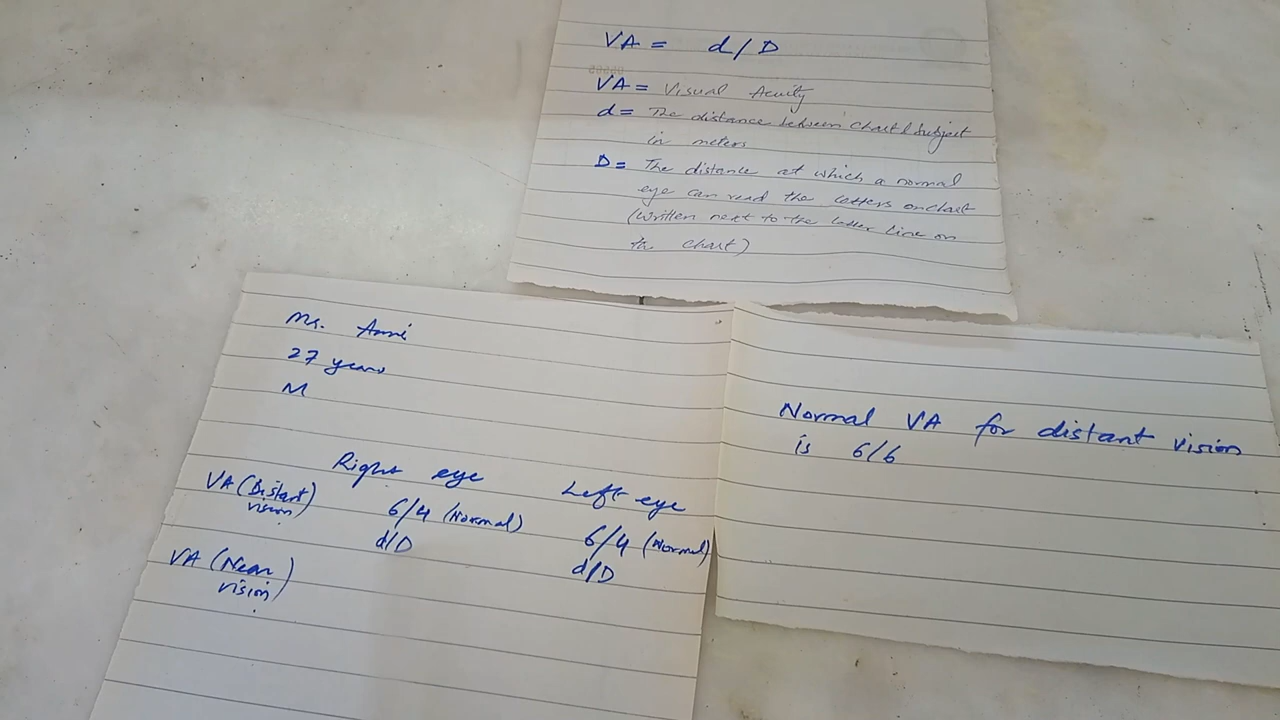 VA = d/D
VA = Visual Acuity
d = The distance between chart & subject
in meters
D = The distance at which a normal
eye can read the letters on chart
(written next to the letter line on
the chart)
27 years
M
Right eye
Left eye
VA (Distant vision)
6/4 (Normal)
d/D
6/4 (Normal)
d/D
VA (Near vision)
Normal VA for distant vision
is 6/6